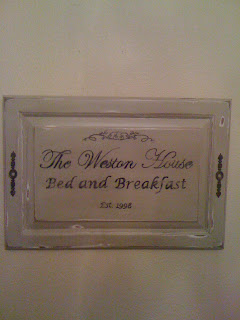 The Weston House
Bed and Breakfast
Est. 1998